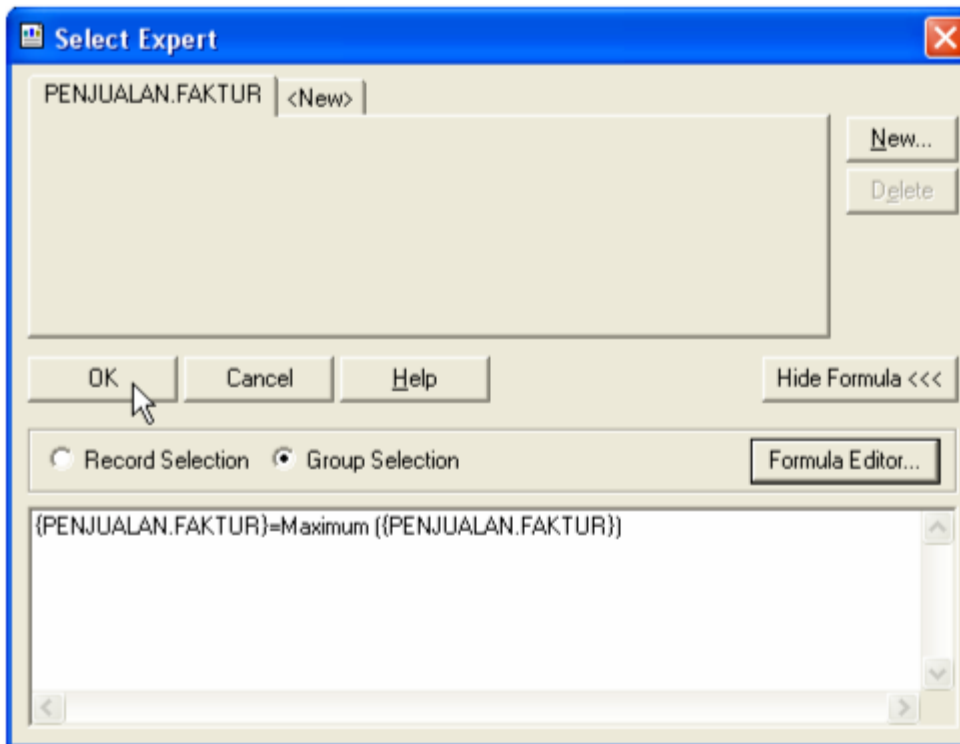 Select Expert
PENJUALAN.FAKTUR <New>
New...
Delete
OK Cancel Help Hide Formula <<<
Record Selection Group Selection Formula Editor...
{PENJUALAN.FAKTUR}=Maximum ({PENJUALAN.FAKTUR})